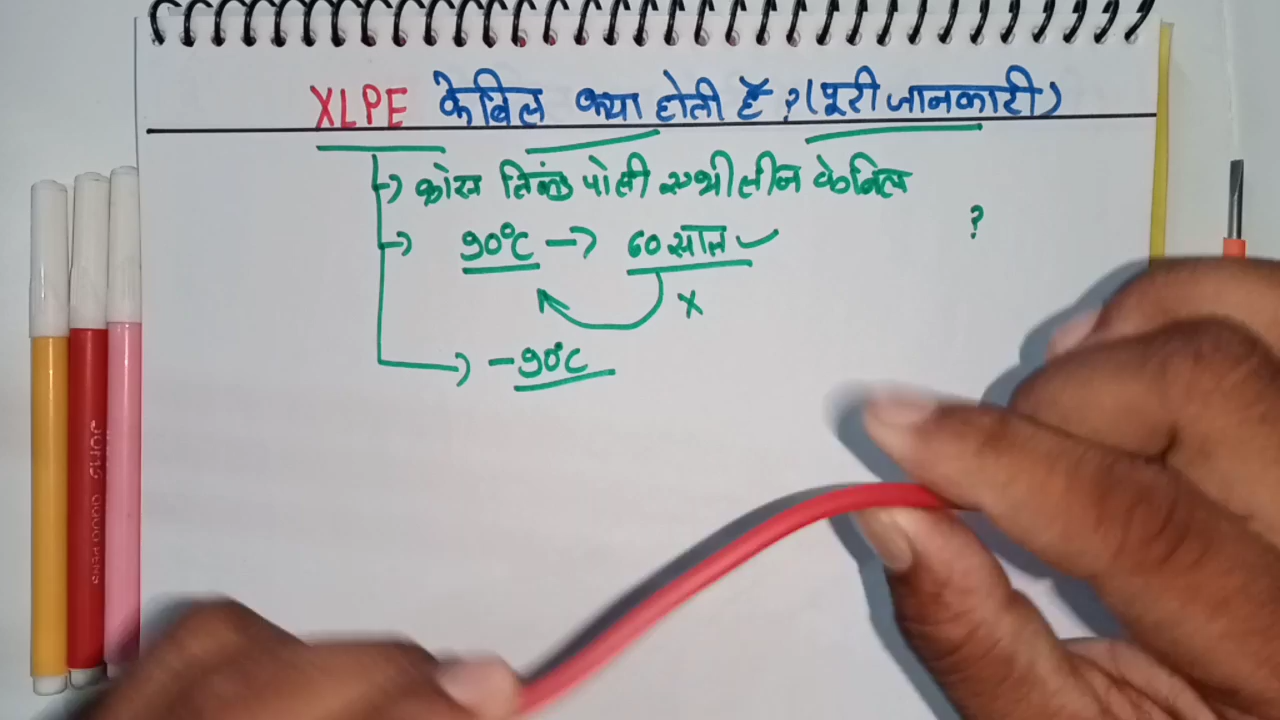 XLPE केबिल क्या होती है ? (पूरी जानकारी)
क्रोस लिंक्ड पोली एथीलीन केबिल
90°C → 60 साल ✓
?
X
-90°C